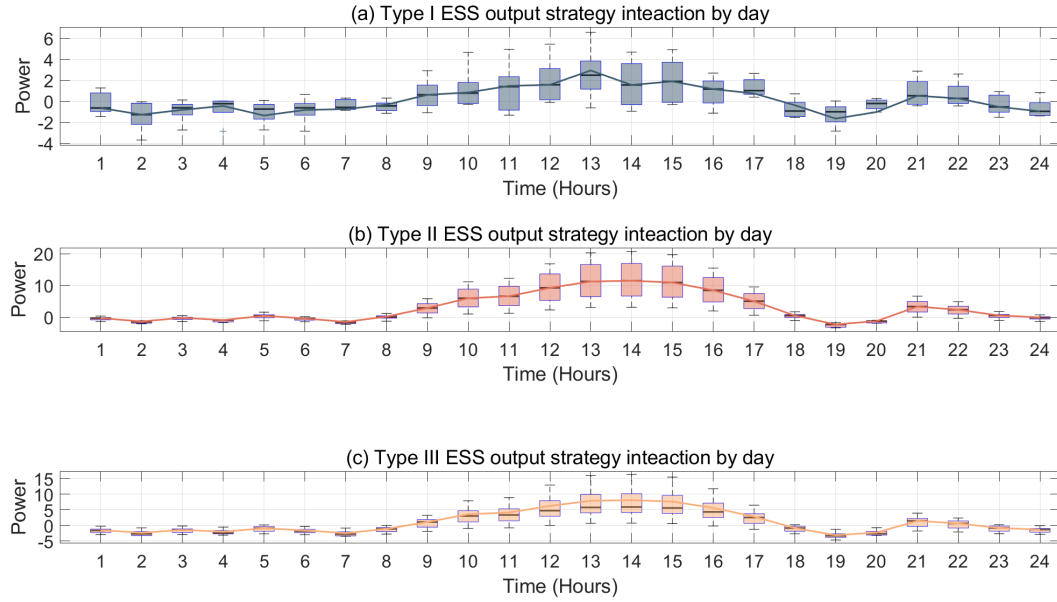 (a) Type I ESS output strategy inteaction by day
Power
6
4
2
0
-2
-4
1 2 3 4 5 6 7 8 9 10 11 12 13 14 15 16 17 18 19 20 21 22 23 24
Time (Hours)
(b) Type II ESS output strategy inteaction by day
Power
20
10
0
1 2 3 4 5 6 7 8 9 10 11 12 13 14 15 16 17 18 19 20 21 22 23 24
Time (Hours)
(c) Type III ESS output strategy inteaction by day
Power
15
10
5
0
-5
1 2 3 4 5 6 7 8 9 10 11 12 13 14 15 16 17 18 19 20 21 22 23 24
Time (Hours)